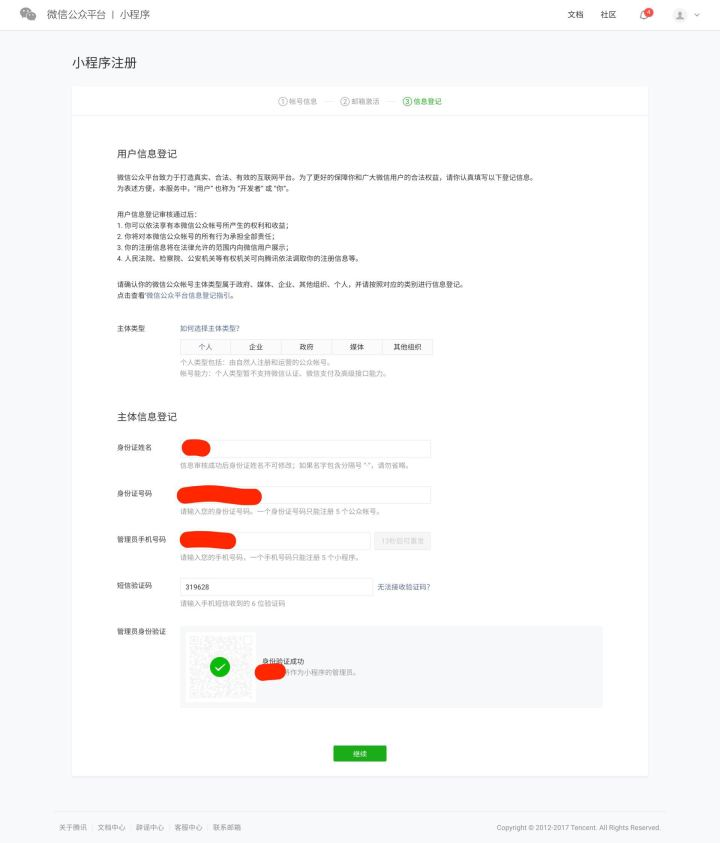 微信公众平台 | 小程序
文档 社区 4
小程序注册
① 帐号信息 ② 邮箱激活 ③ 信息登记
用户信息登记
微信公众平台致力于打造真实、合法、有效的互联网平台。为了更好的保障你和广大微信用户的合法权益，请你认真填写以下登记信息。
为表述方便，本服务中，"用户" 也称为 "开发者" 或 "你"。
用户信息登记审核通过后：
1. 你可以依法享有本微信公众帐号所产生的权利和收益；
2. 你将对本微信公众帐号的所有行为承担全部责任；
3. 你的注册信息将在法律允许的范围内向微信用户展示；
4. 人民法院、检察院、公安机关等有权机关可向腾讯依法调取你的注册信息等。
请确认你的微信公众帐号主体类型属于政府、媒体、企业、其他组织、个人，并请按照对应的类别进行信息登记。
点击查看"微信公众平台信息登记指引。
主体类型 如何选择主体类型?
个人 企业 政府 媒体 其他组织
个人类型包括：由自然人注册和运营的公众帐号。
帐号能力：个人类型暂不支持微信认证、微信支付及高级接口能力。
主体信息登记
身份证姓名
信息审核成功后身份证姓名不可修改；如果名字包含分隔号 "·"，请勿省略。
身份证号码
请输入您的身份证号码。一个身份证号码只能注册 5 个公众帐号。
管理员手机号码 13秒后可重发
请输入您的手机号码，一个手机号码只能注册 5 个小程序。
短信验证码 319628 无法接收验证码?
请输入手机短信收到的 6 位验证码
管理员身份验证
身份验证成功
作为小程序的管理员。
继续
关于腾讯 文档中心 辟谣中心 客服中心 联系邮箱
Copyright © 2012-2017 Tencent. All Rights Reserved.